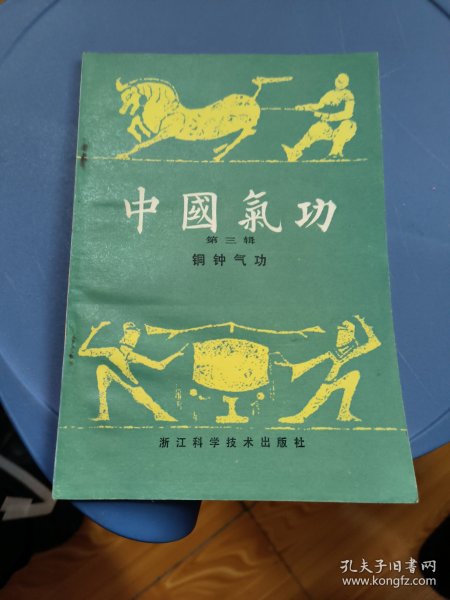 中國氣功
第三辑
铜钟气功
浙江科学技术出版社
孔夫子旧书网
www.kongfz.com